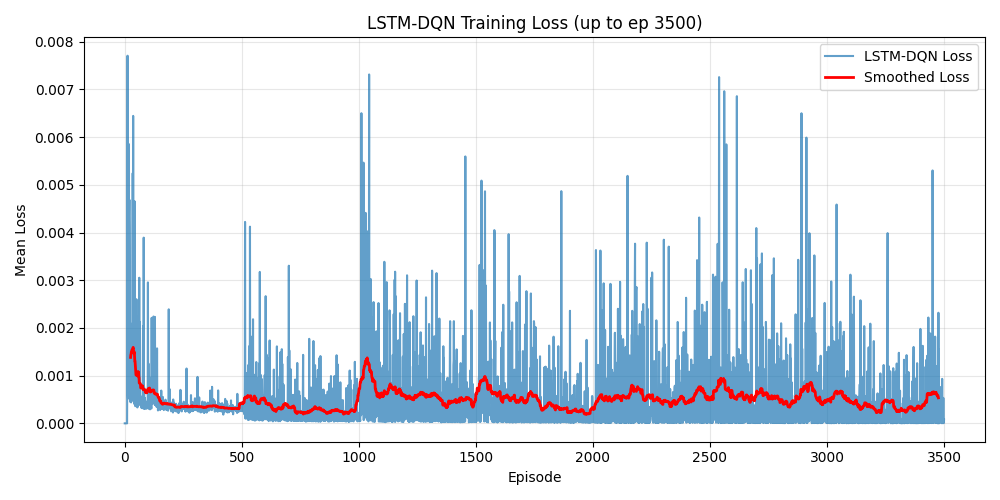 LSTM-DQN Training Loss (up to ep 3500)
LSTM-DQN Loss
Smoothed Loss
Mean Loss
0.008
0.007
0.006
0.005
0.004
0.003
0.002
0.001
0.000
0 500 1000 1500 2000 2500 3000 3500
Episode